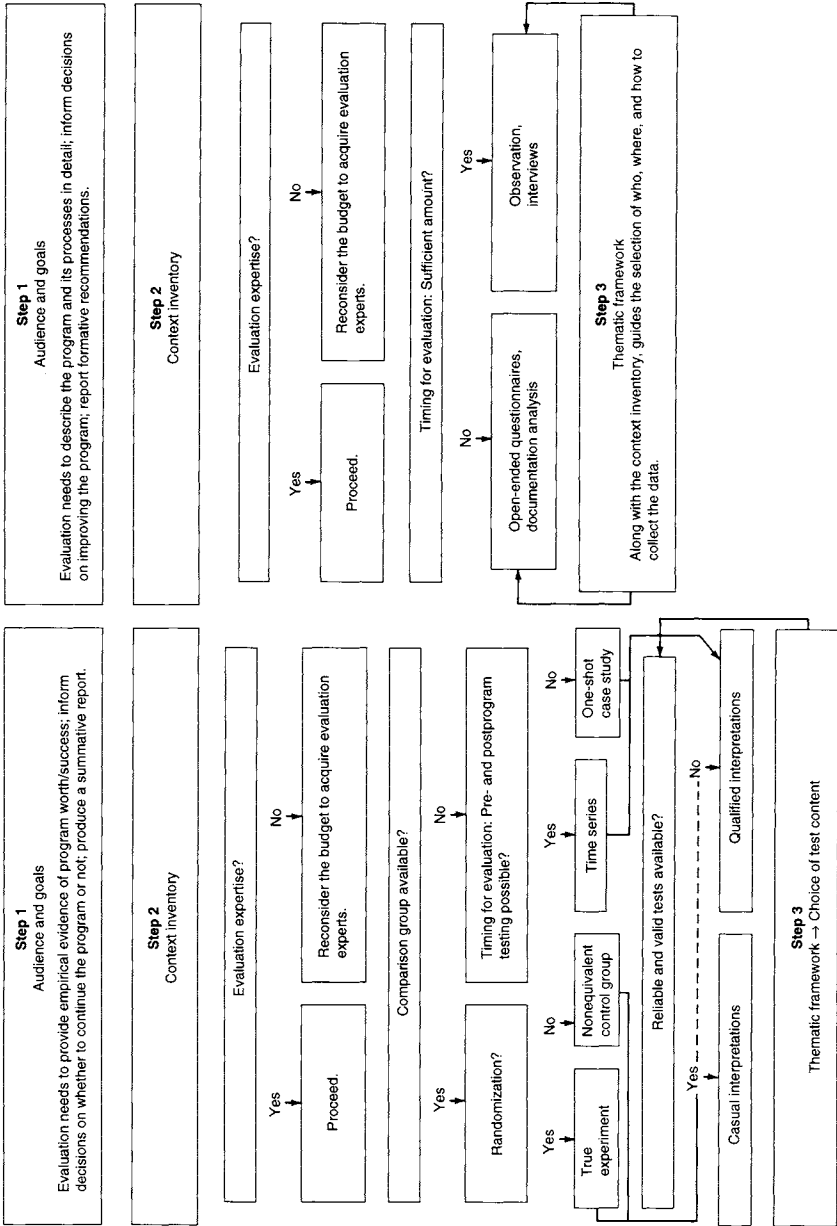 Step 1
Audience and goals
Evaluation needs to provide empirical evidence of program worth/success; inform
decisions on whether to continue the program or not; produce a summative report.
Step 2
Context inventory
Evaluation expertise?
Yes
No
Proceed.
Reconsider the budget to acquire evaluation
experts.
Comparison group available?
Yes
No
Randomization?
Timing for evaluation: Pre- and postprogram
testing possible?
Yes
No
Yes
No
True
experiment
Nonequivalent
control group
Time series
One-shot
case study
Reliable and valid tests available?
Yes
No
Casual interpretations
Qualified interpretations
Step 3
Thematic framework → Choice of test content
Step 1
Audience and goals
Evaluation needs to describe the program and its processes in detail; inform decisions
on improving the program; report formative recommendations.
Step 2
Context inventory
Evaluation expertise?
Yes
No
Proceed.
Reconsider the budget to acquire evaluation
experts.
Timing for evaluation: Sufficient amount?
No
Yes
Open-ended questionnaires,
documentation analysis
Observation,
interviews
Step 3
Thematic framework
Along with the context inventory, guides the selection of who, where, and how to
collect the data.